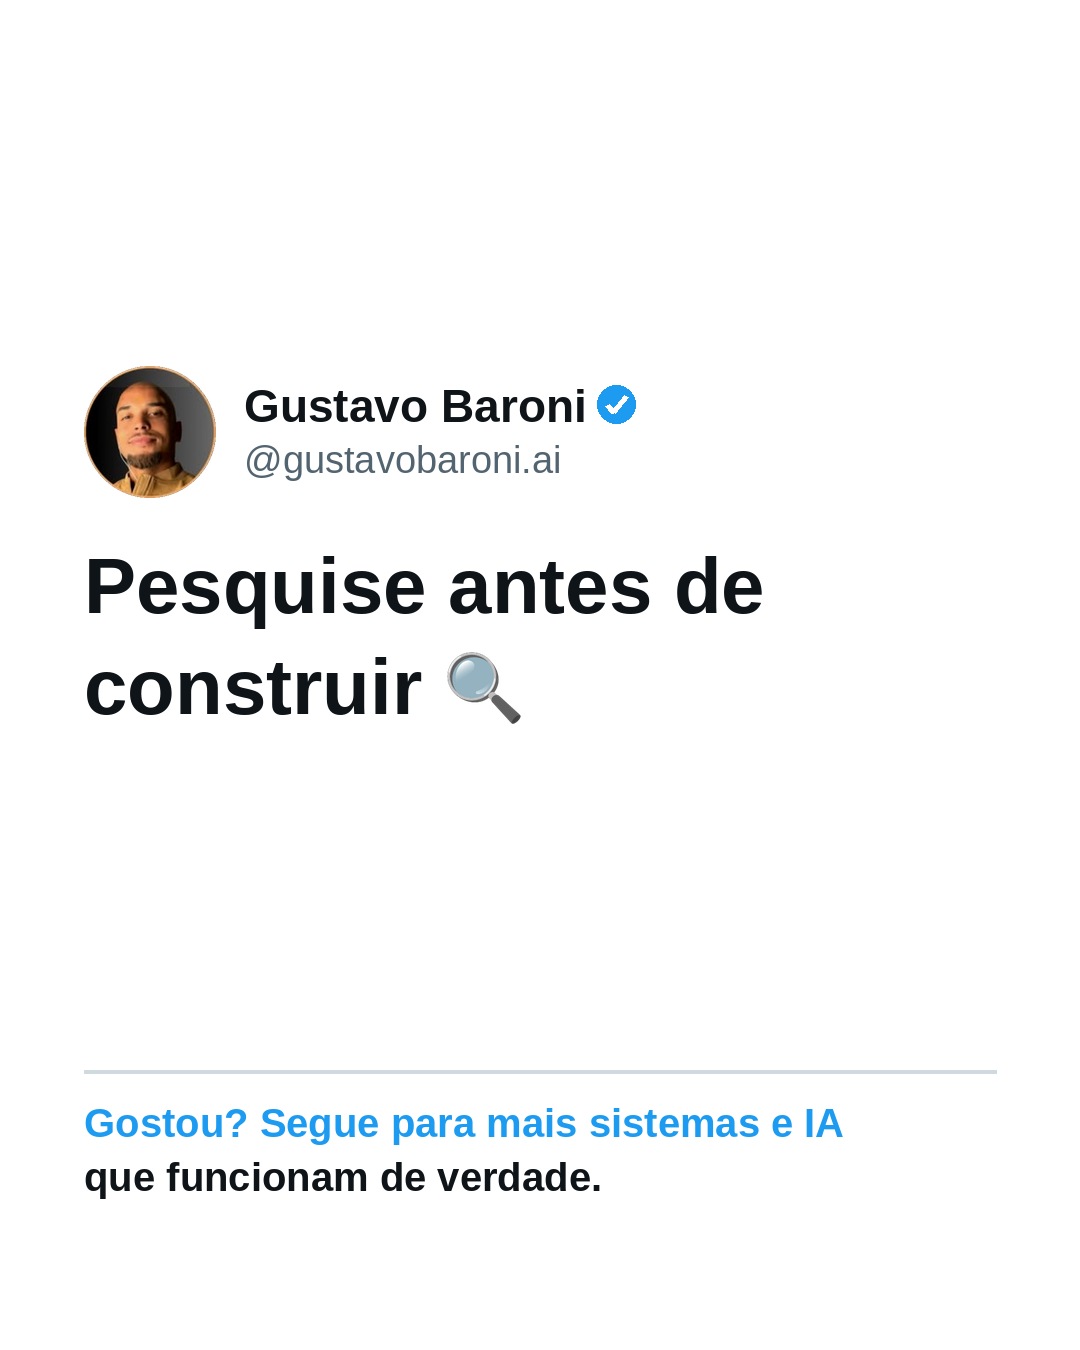 Gustavo Baroni
@gustavobaroni.ai
Pesquise antes de
construir 🔍
Gostou? Segue para mais sistemas e IA
que funcionam de verdade.